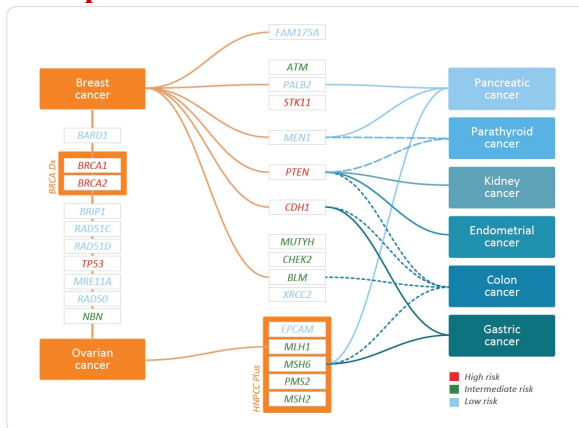 FAM175A
Breast
cancer
ATM
PALB2
STK11
Pancreatic
cancer
BARD1
MEN1
Parathyroid
cancer
BRCA Dx
BRCA1
BRCA2
PTEN
Kidney
cancer
BRIP1
RAD51C
RAD51D
TP53
MRE11A
RAD50
NBN
CDH1
Endometrial
cancer
MUTYH
CHEK2
BLM
XRCC2
Colon
cancer
Ovarian
cancer
HNPCC Plus
EPCAM
MLH1
MSH6
PMS2
MSH2
Gastric
cancer
High risk
Intermediate risk
Low risk